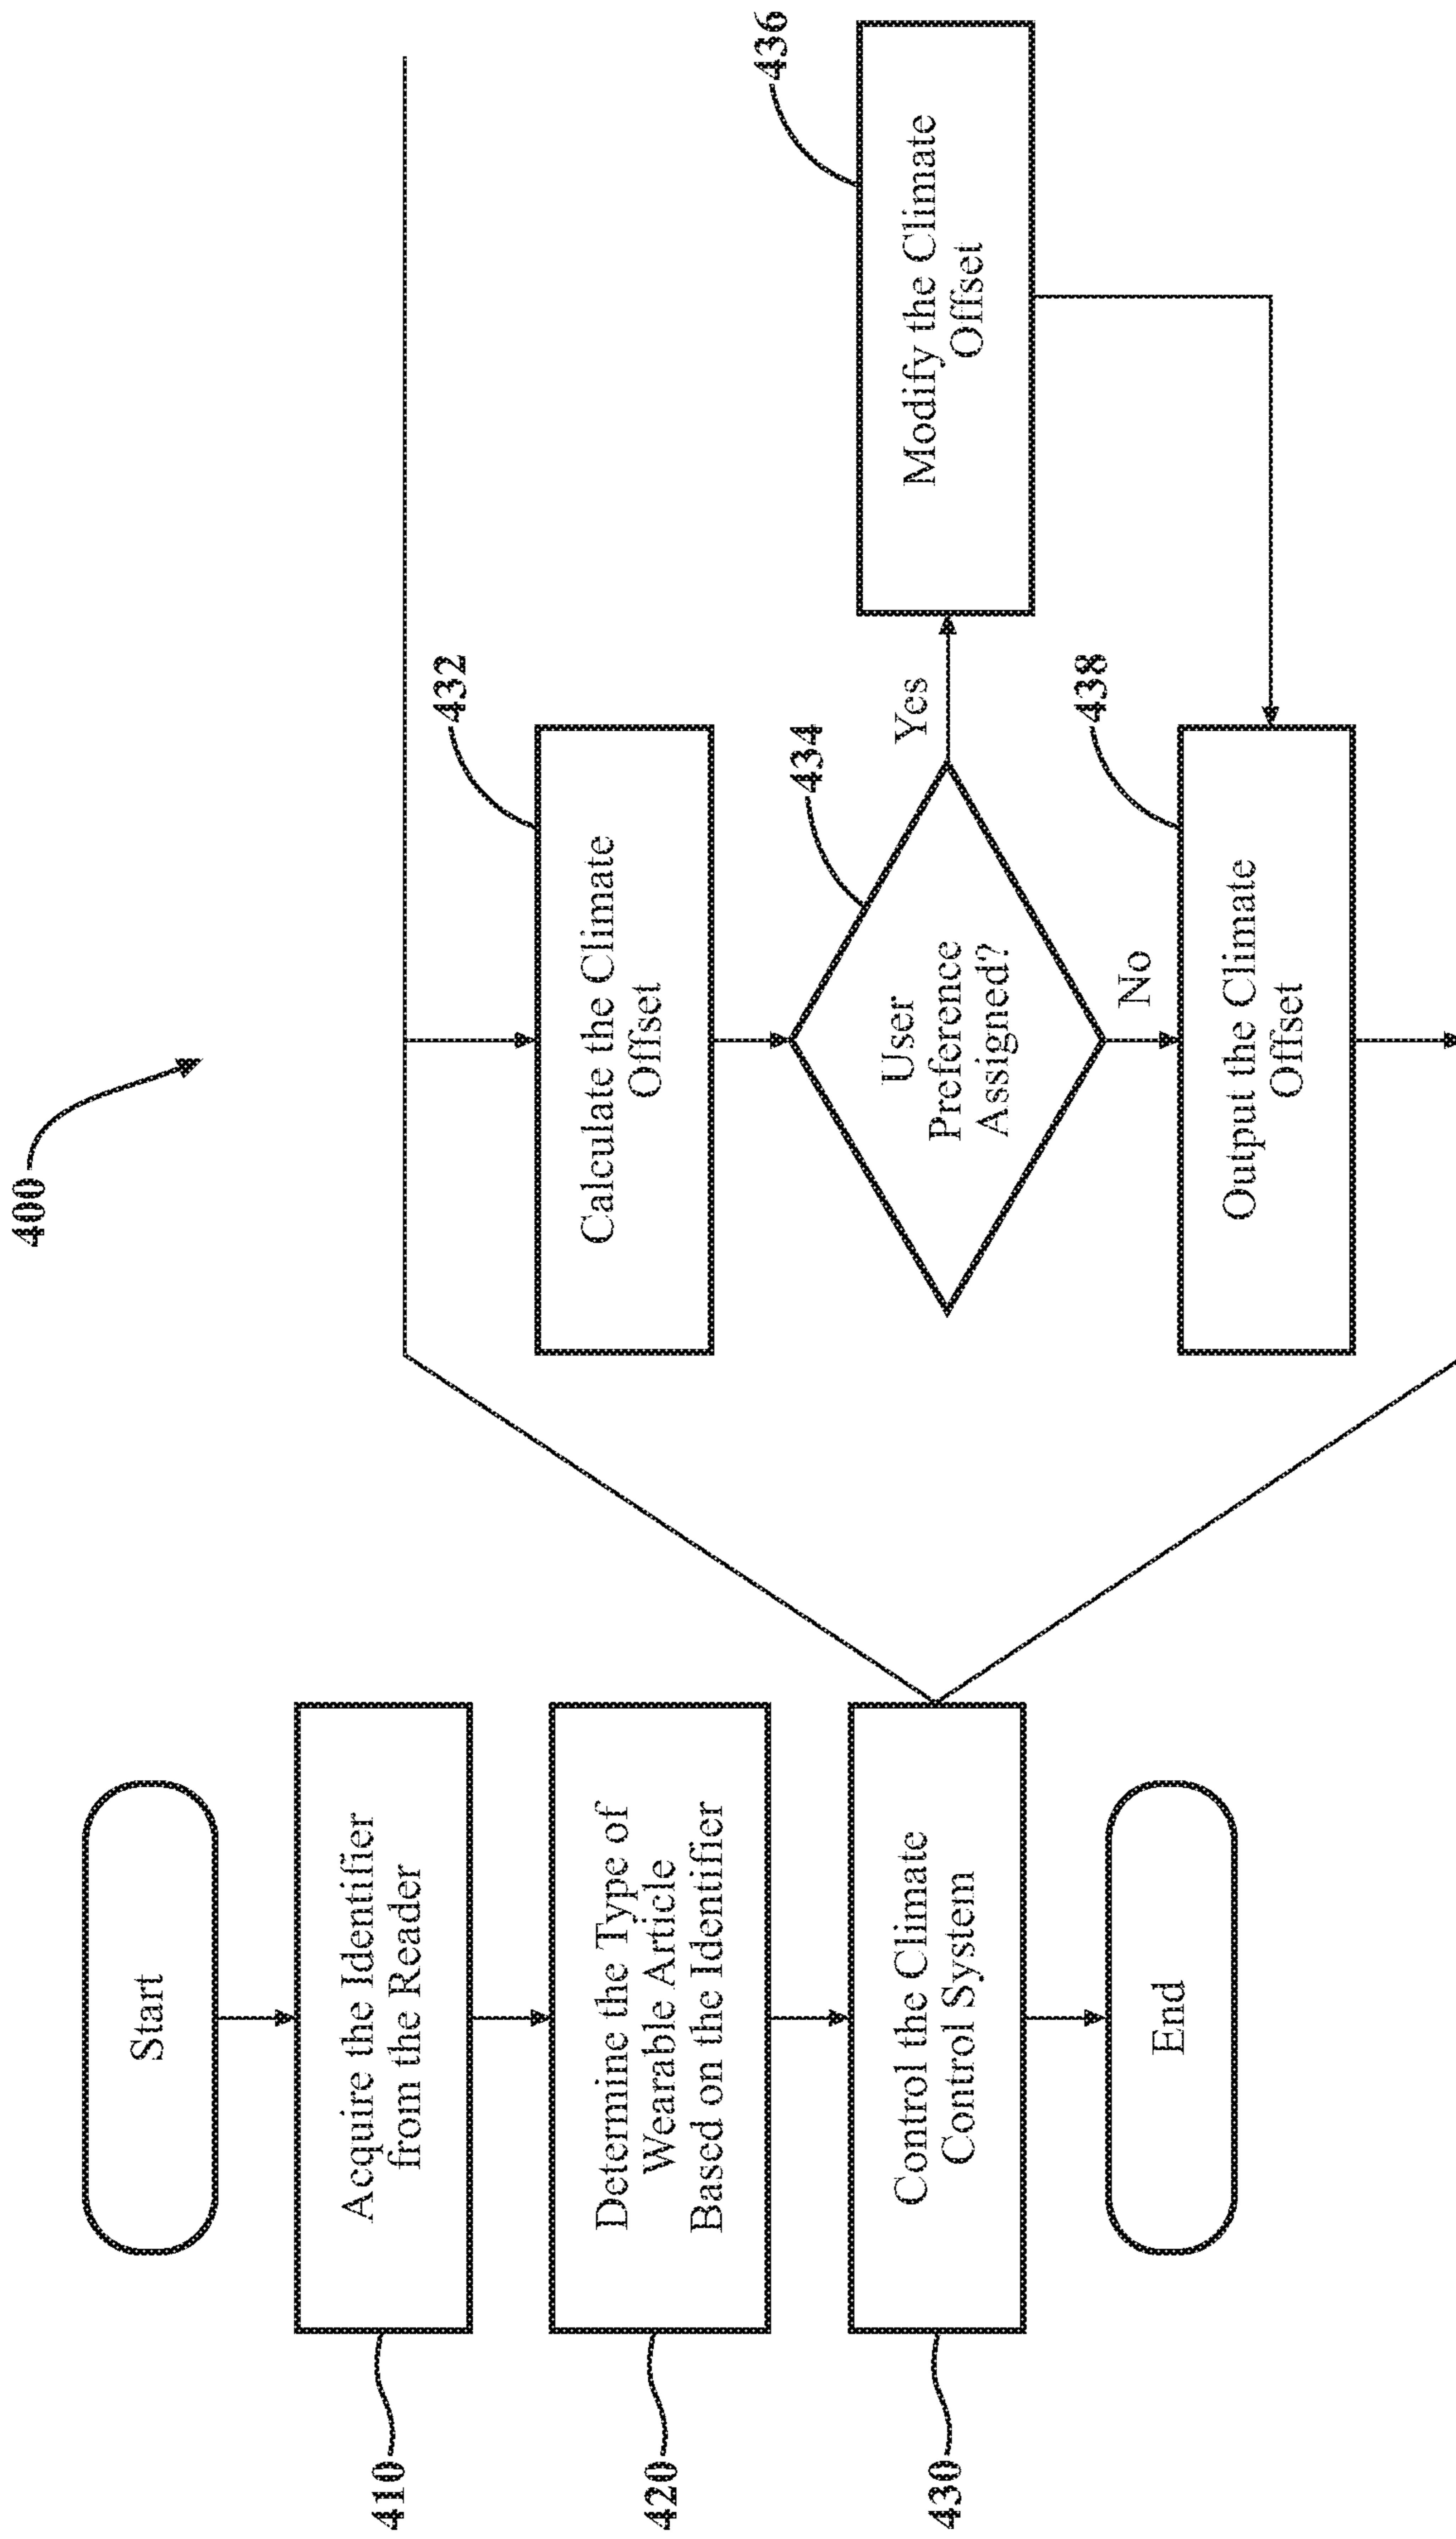 400
Start
410
Acquire the Identifier
from the Reader
420
Determine the Type of
Wearable Article
Based on the Identifier
430
Control the Climate
Control System
End
432
Calculate the Climate
Offset
434
User
Preference
Assigned?
Yes
No
436
Modify the Climate
Offset
438
Output the Climate
Offset